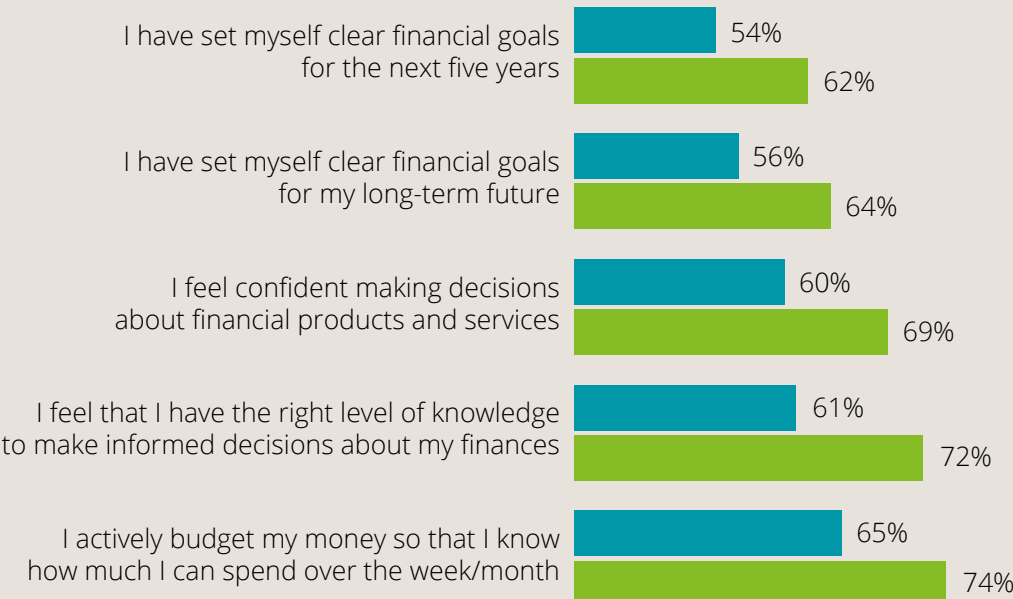 I have set myself clear financial goals
for the next five years
54%
62%
I have set myself clear financial goals
for my long-term future
56%
64%
I feel confident making decisions
about financial products and services
60%
69%
I feel that I have the right level of knowledge
to make informed decisions about my finances
61%
72%
I actively budget my money so that I know
how much I can spend over the week/month
65%
74%